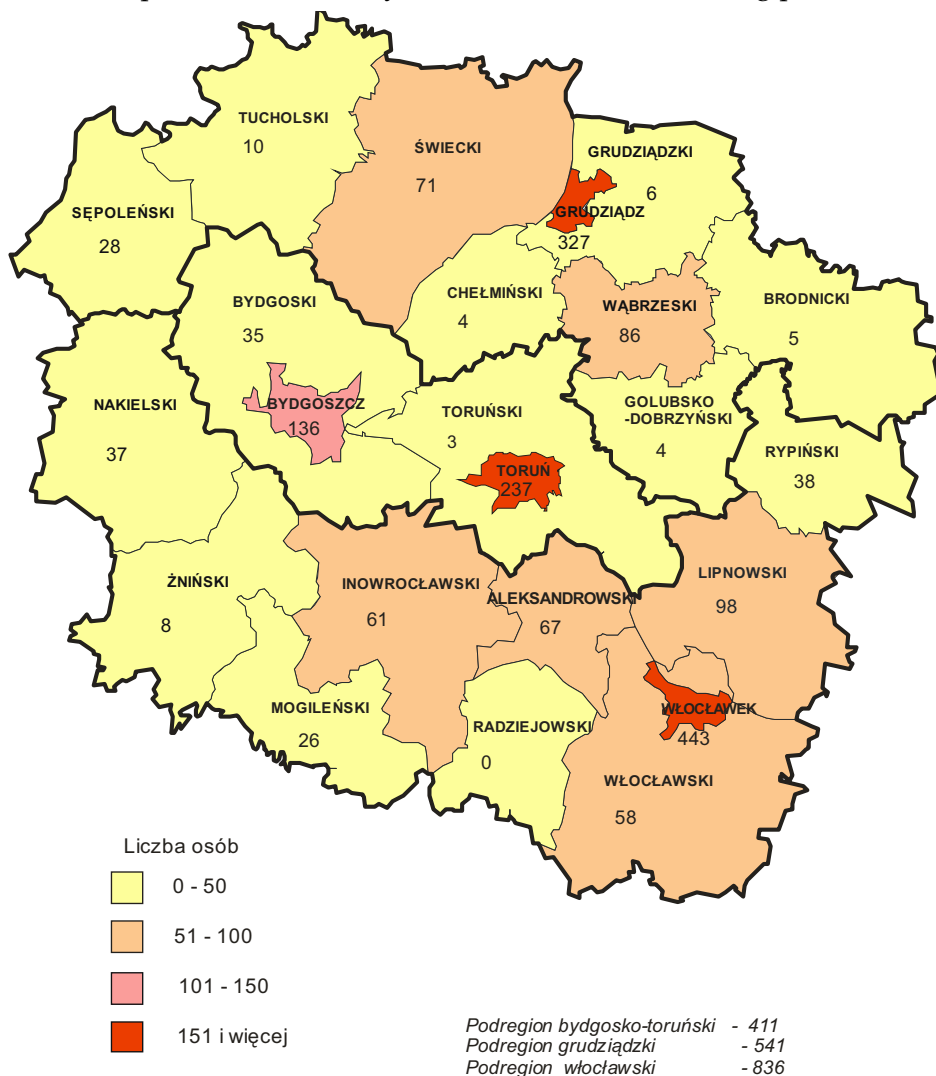 TUCHOLSKI
10
ŚWIECKI
71
GRUDZIĄDZKI
6
GRUDZIĄDZ
327
SĘPOLEŃSKI
28
BYDGOSKI
35
CHEŁMIŃSKI
4
WĄBRZESKI
86
BRODNICKI
5
NAKIELSKI
37
BYDGOSZCZ
136
TORUŃSKI
3
GOLUBSKO
-DOBRZYŃSKI
4
RYPIŃSKI
38
TORUŃ
237
ŻNIŃSKI
8
INOWROCŁAWSKI
61
ALEKSANDROWSKI
67
LIPNOWSKI
98
MOGILEŃSKI
26
RADZIEJOWSKI
0
WŁOCŁAWEK
443
WŁOCŁAWSKI
58
Liczba osób
0 - 50
51 - 100
101 - 150
151 i więcej
Podregion bydgosko-toruński - 411
Podregion grudziądzki - 541
Podregion włocławski - 836